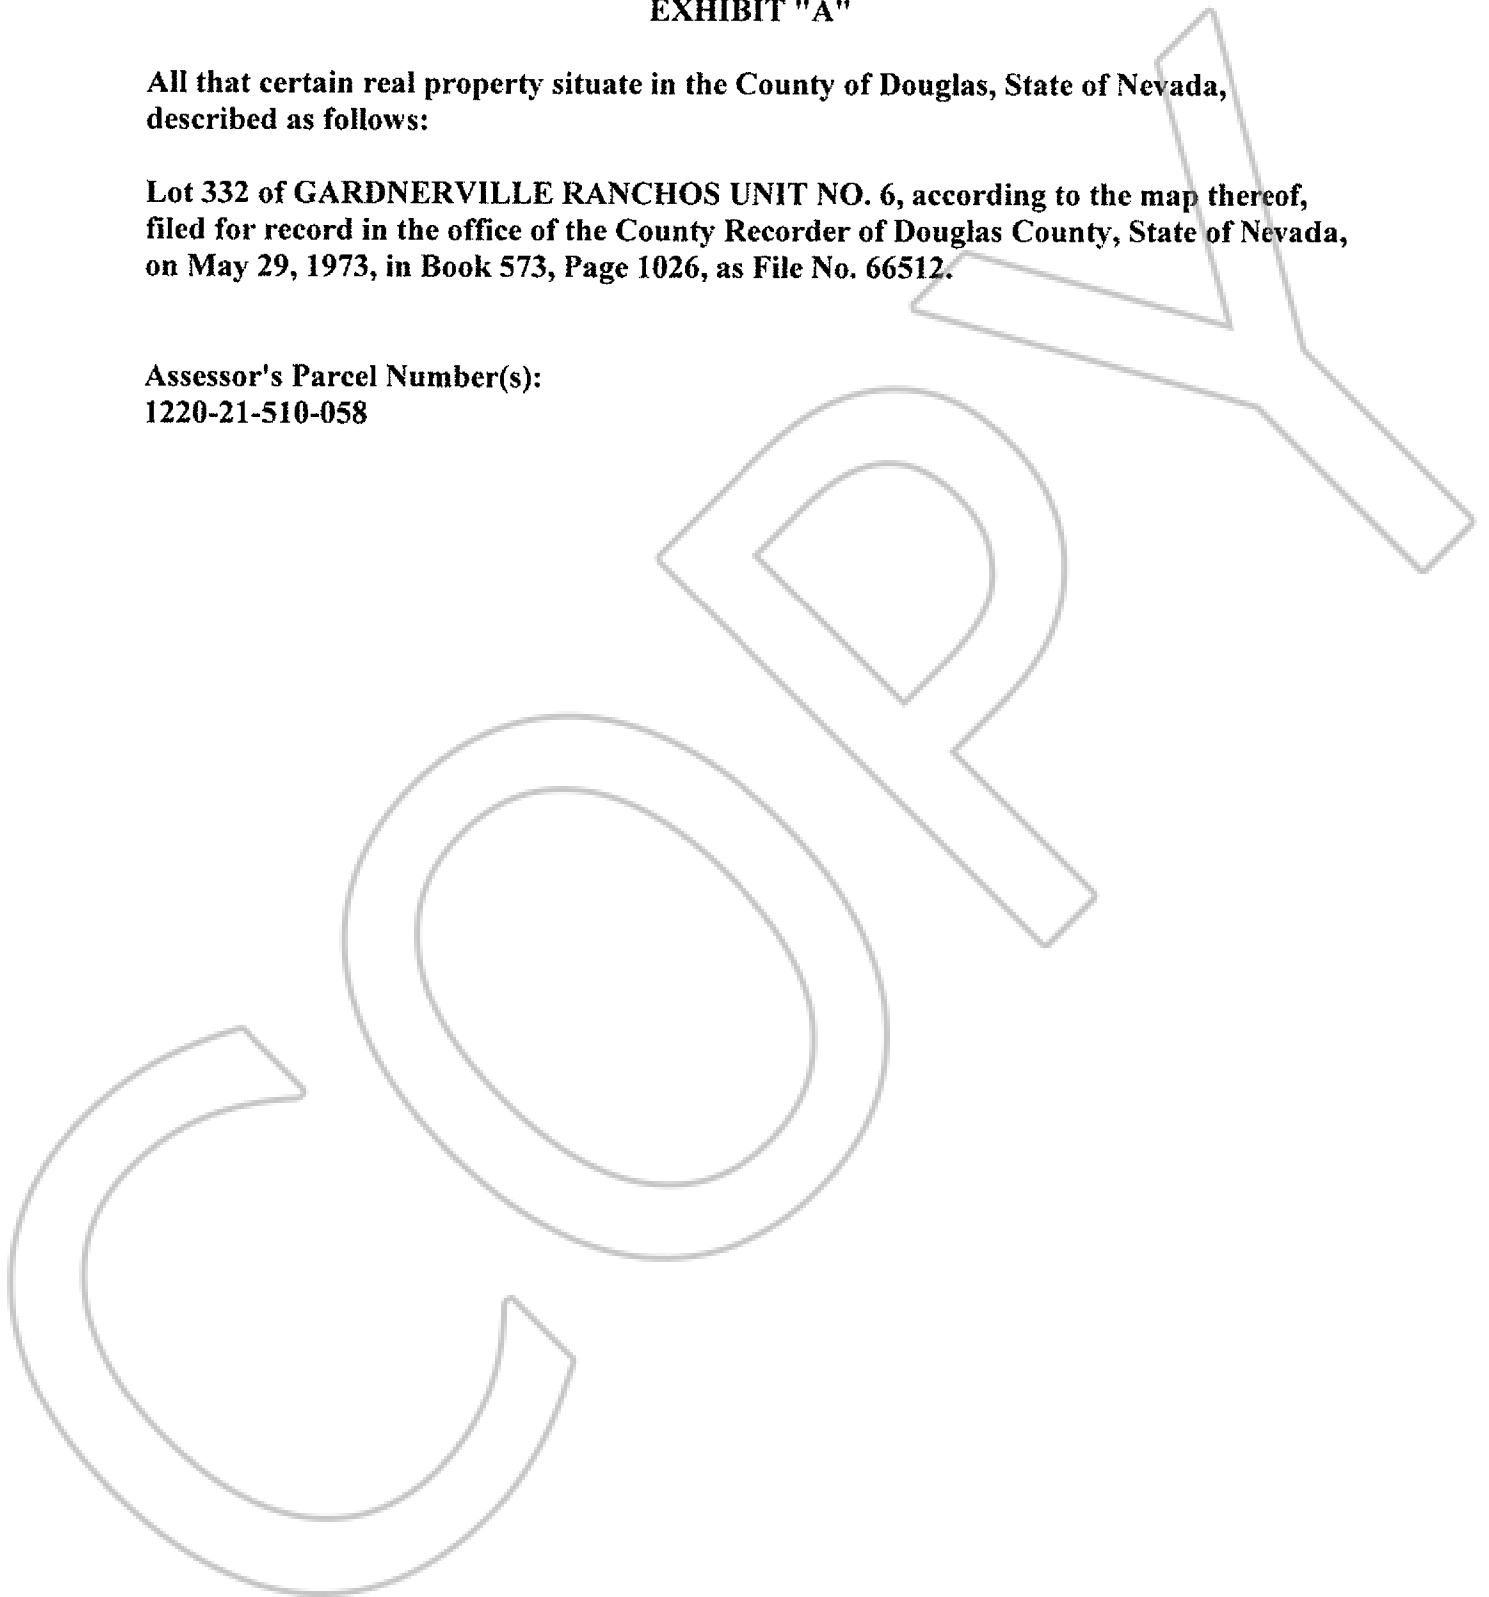 EXHIBIT "A"
All that certain real property situate in the County of Douglas, State of Nevada,
described as follows:
Lot 332 of GARDNERVILLE RANCHOS UNIT NO. 6, according to the map thereof,
filed for record in the office of the County Recorder of Douglas County, State of Nevada,
on May 29, 1973, in Book 573, Page 1026, as File No. 66512.
Assessor's Parcel Number(s):
1220-21-510-058
COPY